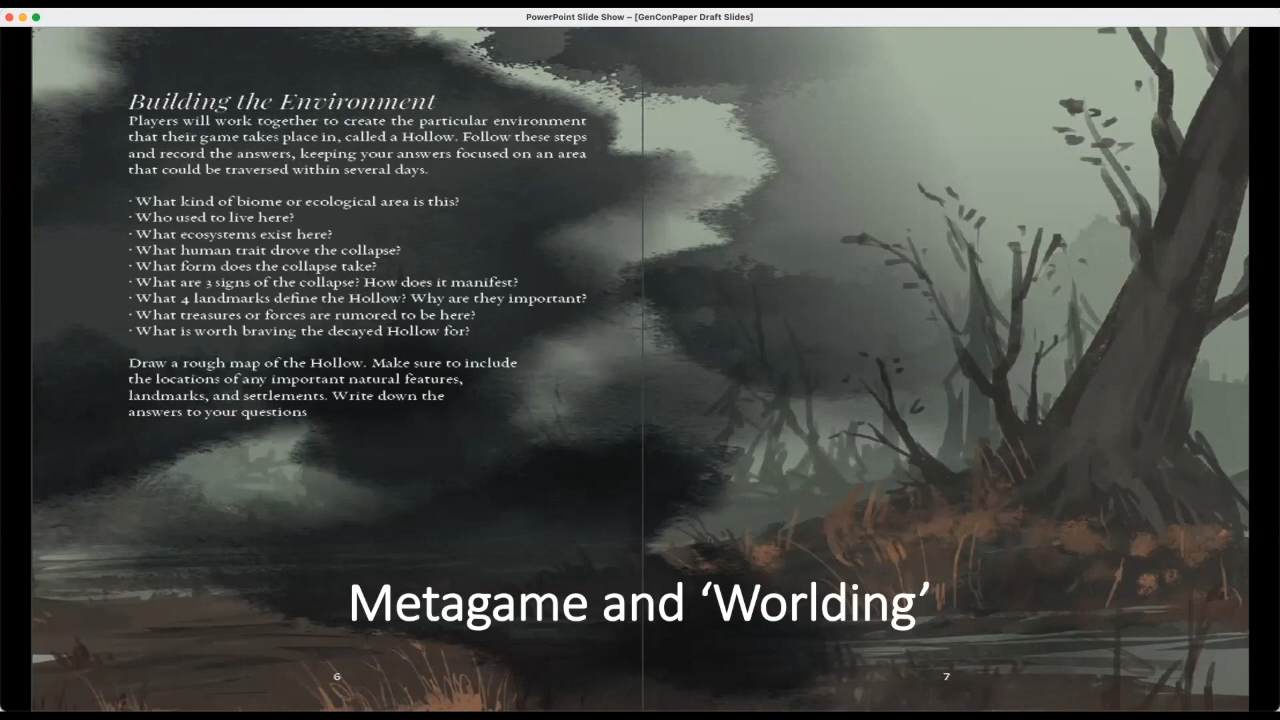 PowerPoint Slide Show – [GenConPaper Draft Slides]
Building the Environment
Players will work together to create the particular environment
that their game takes place in, called a Hollow. Follow these steps
and record the answers, keeping your answers focused on an area
that could be traversed within several days.
· What kind of biome or ecological area is this?
· Who used to live here?
· What ecosystems exist here?
· What human trait drove the collapse?
· What form does the collapse take?
· What are 3 signs of the collapse? How does it manifest?
· What 4 landmarks define the Hollow? Why are they important?
· What treasures or forces are rumored to be here?
· What is worth braving the decayed Hollow for?
Draw a rough map of the Hollow. Make sure to include
the locations of any important natural features,
landmarks, and settlements. Write down the
answers to your questions
Metagame and ‘Worlding’
6
7